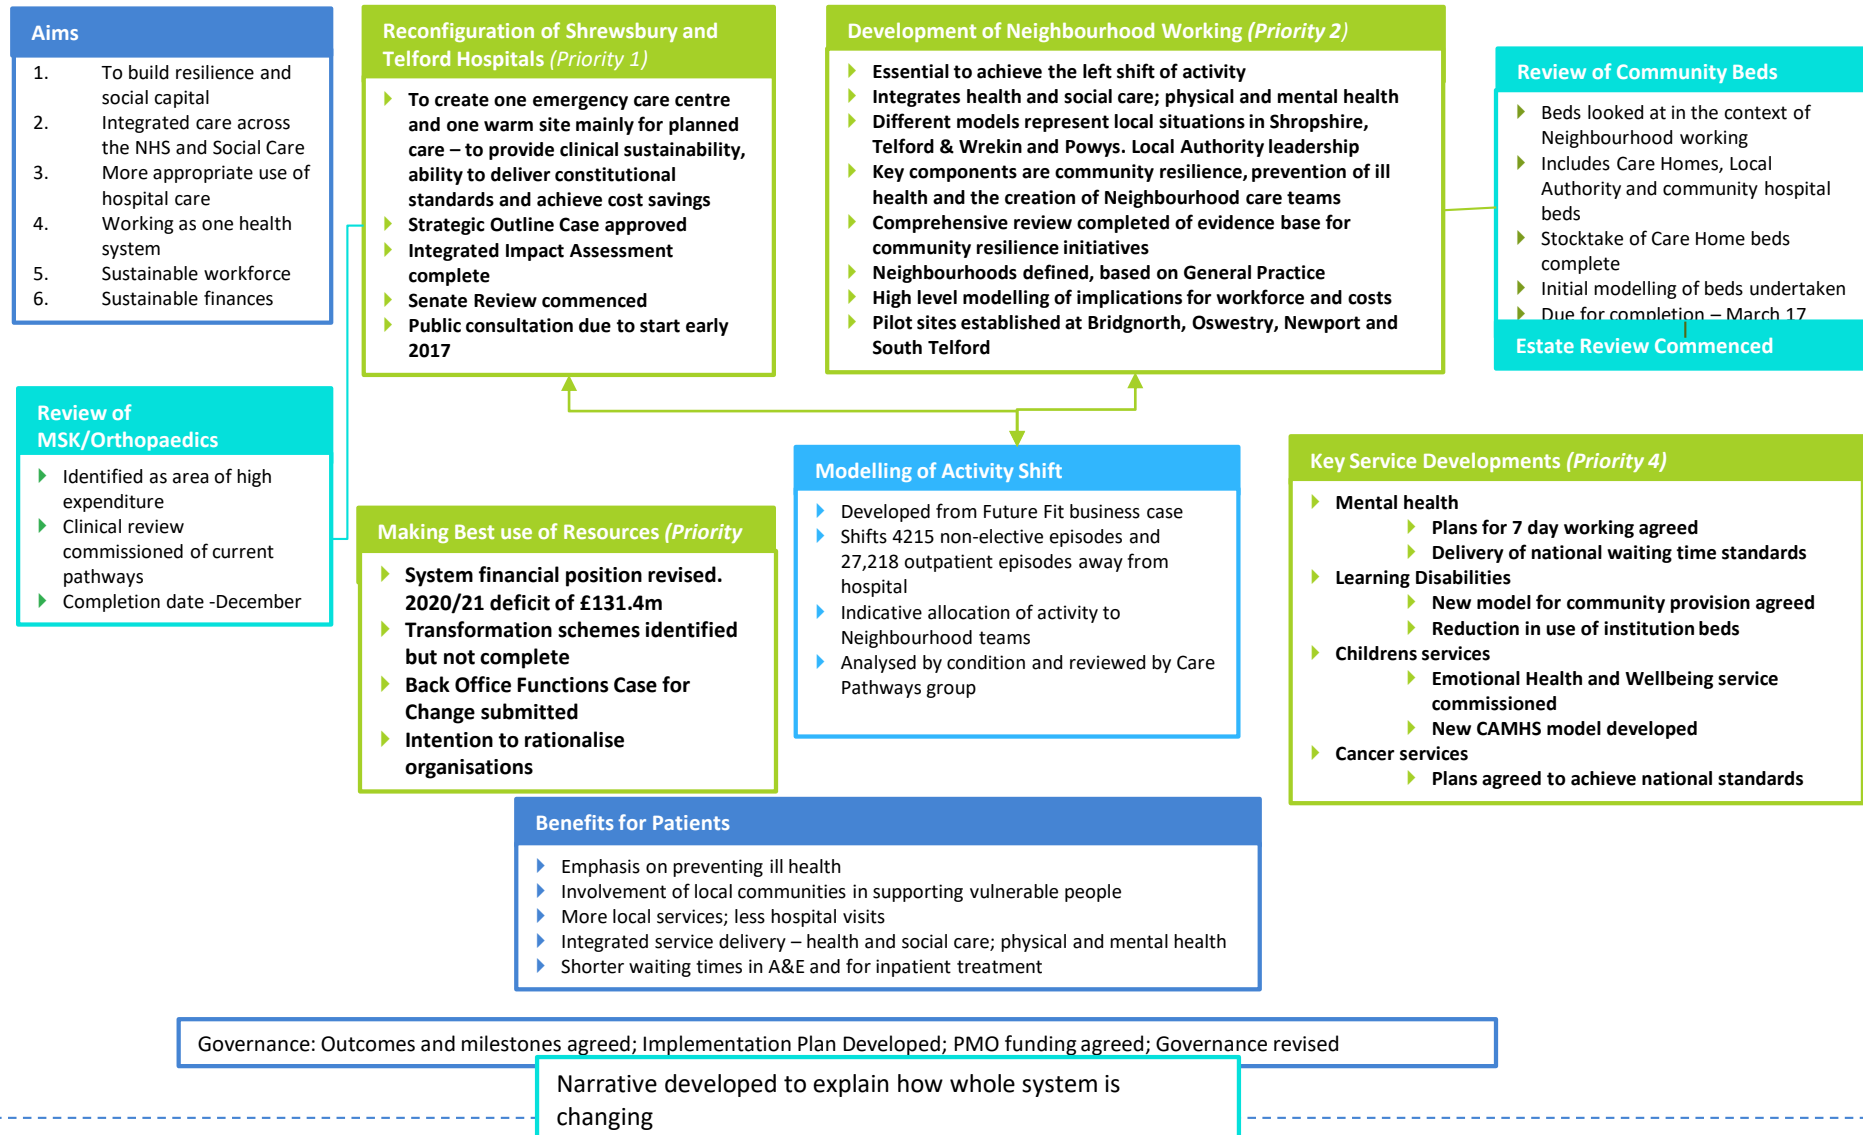 Aims
1. To build resilience and
social capital
2. Integrated care across
the NHS and Social Care
3. More appropriate use of
hospital care
4. Working as one health
system
5. Sustainable workforce
6. Sustainable finances
Reconfiguration of Shrewsbury and
Telford Hospitals (Priority 1)
To create one emergency care centre
and one warm site mainly for planned
care – to provide clinical sustainability,
ability to deliver constitutional
standards and achieve cost savings
Strategic Outline Case approved
Integrated Impact Assessment
complete
Senate Review commenced
Public consultation due to start early
2017
Development of Neighbourhood Working (Priority 2)
Essential to achieve the left shift of activity
Integrates health and social care; physical and mental health
Different models represent local situations in Shropshire,
Telford & Wrekin and Powys. Local Authority leadership
Key components are community resilience, prevention of ill
health and the creation of Neighbourhood care teams
Comprehensive review completed of evidence base for
community resilience initiatives
Neighbourhoods defined, based on General Practice
High level modelling of implications for workforce and costs
Pilot sites established at Bridgnorth, Oswestry, Newport and
South Telford
Review of Community Beds
Beds looked at in the context of
Neighbourhood working
Includes Care Homes, Local
Authority and community hospital
beds
Stocktake of Care Home beds
complete
Initial modelling of beds undertaken
Due for completion – March 17
Estate Review Commenced
Review of
MSK/Orthopaedics
Identified as area of high
expenditure
Clinical review
commissioned of current
pathways
Completion date -December
Making Best use of Resources (Priority
System financial position revised.
2020/21 deficit of £131.4m
Transformation schemes identified
but not complete
Back Office Functions Case for
Change submitted
Intention to rationalise
organisations
Modelling of Activity Shift
Developed from Future Fit business case
Shifts 4215 non-elective episodes and
27,218 outpatient episodes away from
hospital
Indicative allocation of activity to
Neighbourhood teams
Analysed by condition and reviewed by Care
Pathways group
Key Service Developments (Priority 4)
Mental health
Plans for 7 day working agreed
Delivery of national waiting time standards
Learning Disabilities
New model for community provision agreed
Reduction in use of institution beds
Childrens services
Emotional Health and Wellbeing service
commissioned
New CAMHS model developed
Cancer services
Plans agreed to achieve national standards
Benefits for Patients
Emphasis on preventing ill health
Involvement of local communities in supporting vulnerable people
More local services; less hospital visits
Integrated service delivery – health and social care; physical and mental health
Shorter waiting times in A&E and for inpatient treatment
Governance: Outcomes and milestones agreed; Implementation Plan Developed; PMO funding agreed; Governance revised
Narrative developed to explain how whole system is
changing